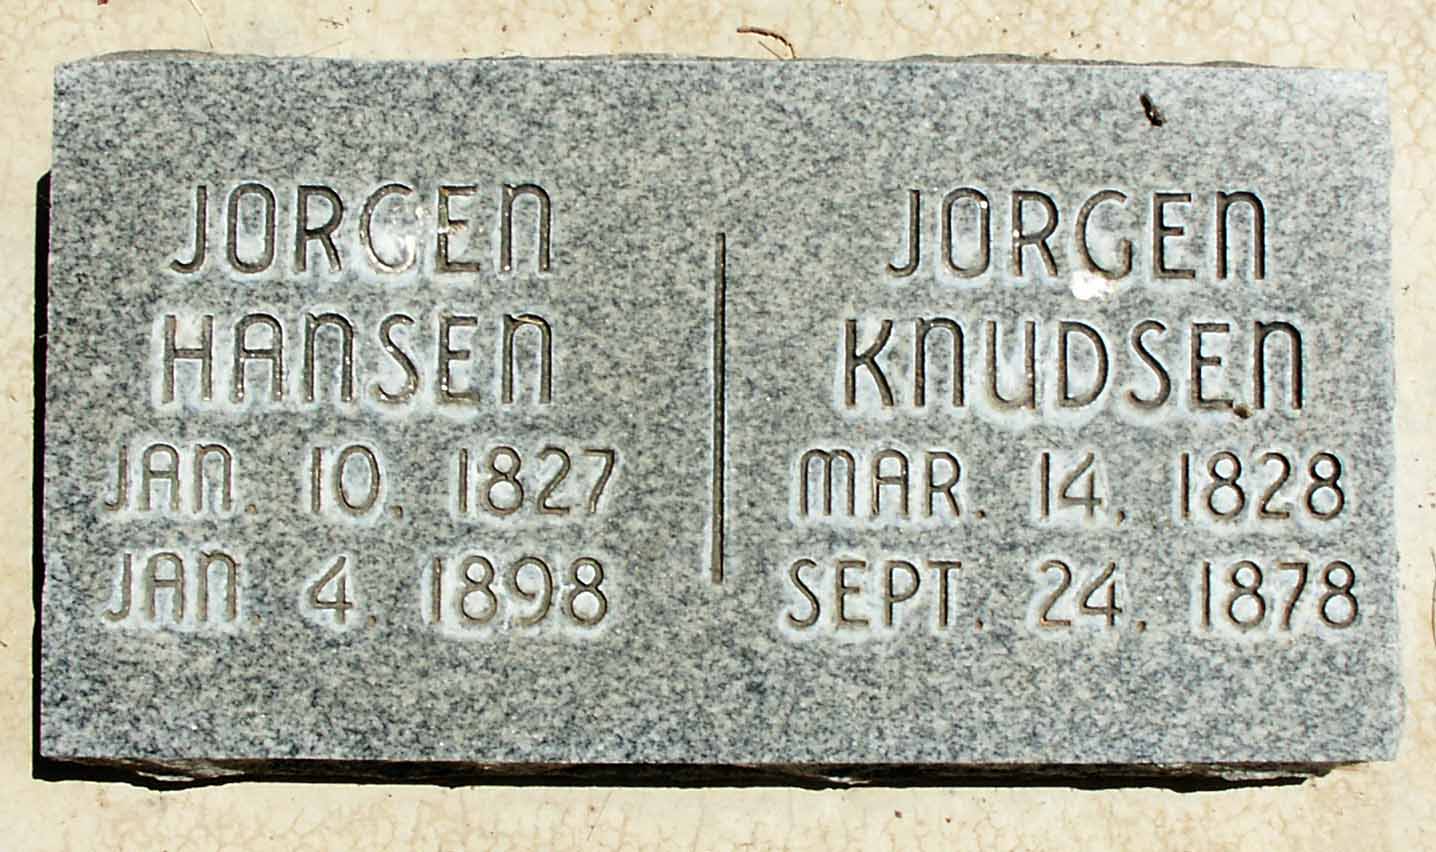 JORGEN
HANSEN
JAN. 10, 1827
JAN. 4, 1898
JORGEN
KNUDSEN
MAR. 14, 1828
SEPT. 24, 1878